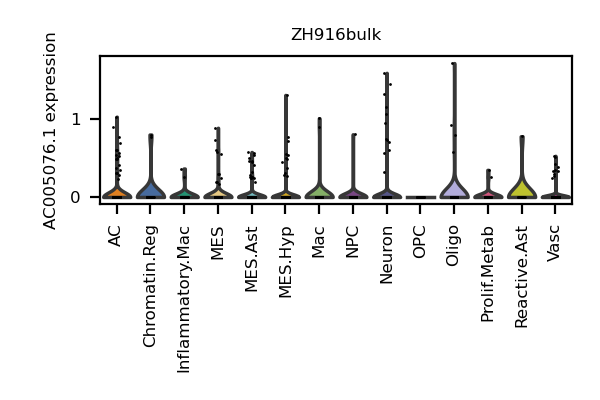 ZH916bulk
AC005076.1 expression
1
0
AC
Chromatin.Reg
Inflammatory.Mac
MES
MES.Ast
MES.Hyp
Mac
NPC
Neuron
OPC
Oligo
Prolif.Metab
Reactive.Ast
Vasc